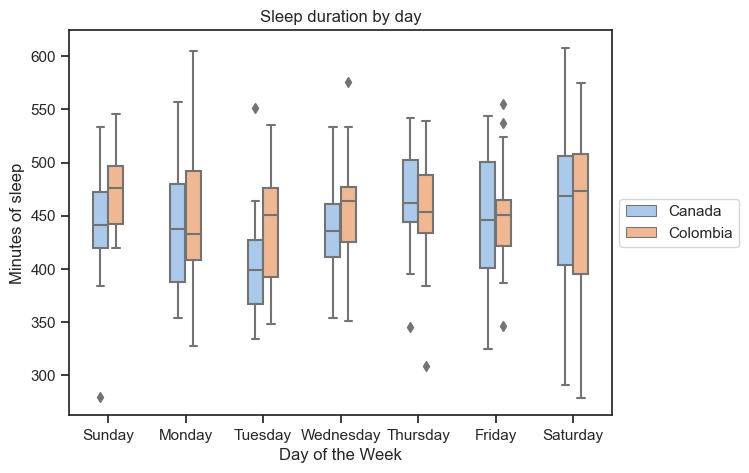 Sleep duration by day
600
550
500
450
400
350
300
Minutes of sleep
Sunday Monday Tuesday Wednesday Thursday Friday Saturday
Day of the Week
Canada
Colombia